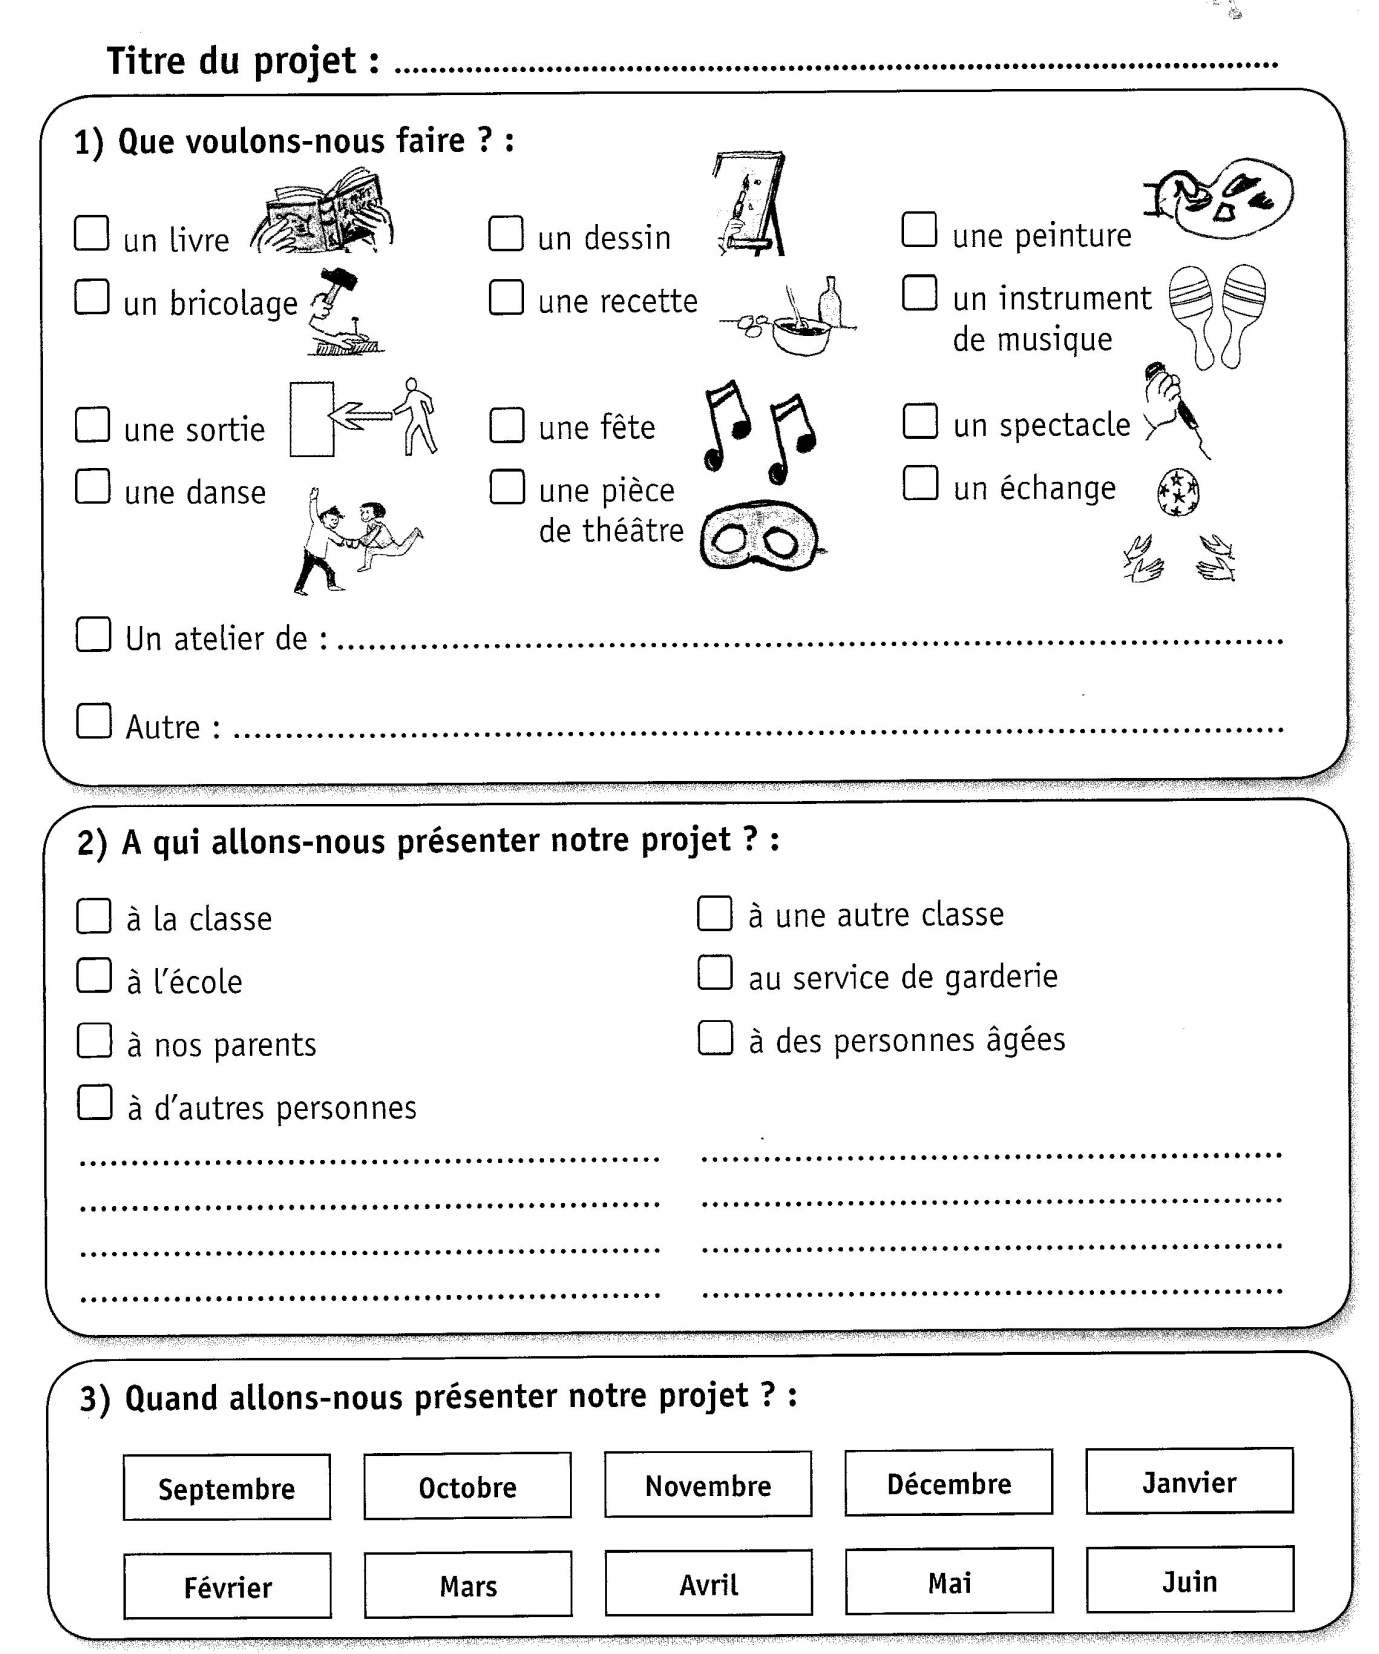 Titre du projet : ..........................................................................................
1) Que voulons-nous faire ? :
☐ un livre ☐ un dessin ☐ une peinture
☐ un bricolage ☐ une recette ☐ un instrument
de musique
☐ une sortie ☐ une fête ☐ un spectacle
☐ une danse ☐ une pièce ☐ un échange
de théâtre
☐ Un atelier de : ..........................................................................................
☐ Autre : ..........................................................................................
2) A qui allons-nous présenter notre projet ? :
☐ à la classe ☐ à une autre classe
☐ à l'école ☐ au service de garderie
☐ à nos parents ☐ à des personnes âgées
☐ à d'autres personnes
3) Quand allons-nous présenter notre projet ? :
Septembre Octobre Novembre Décembre Janvier
Février Mars Avril Mai Juin